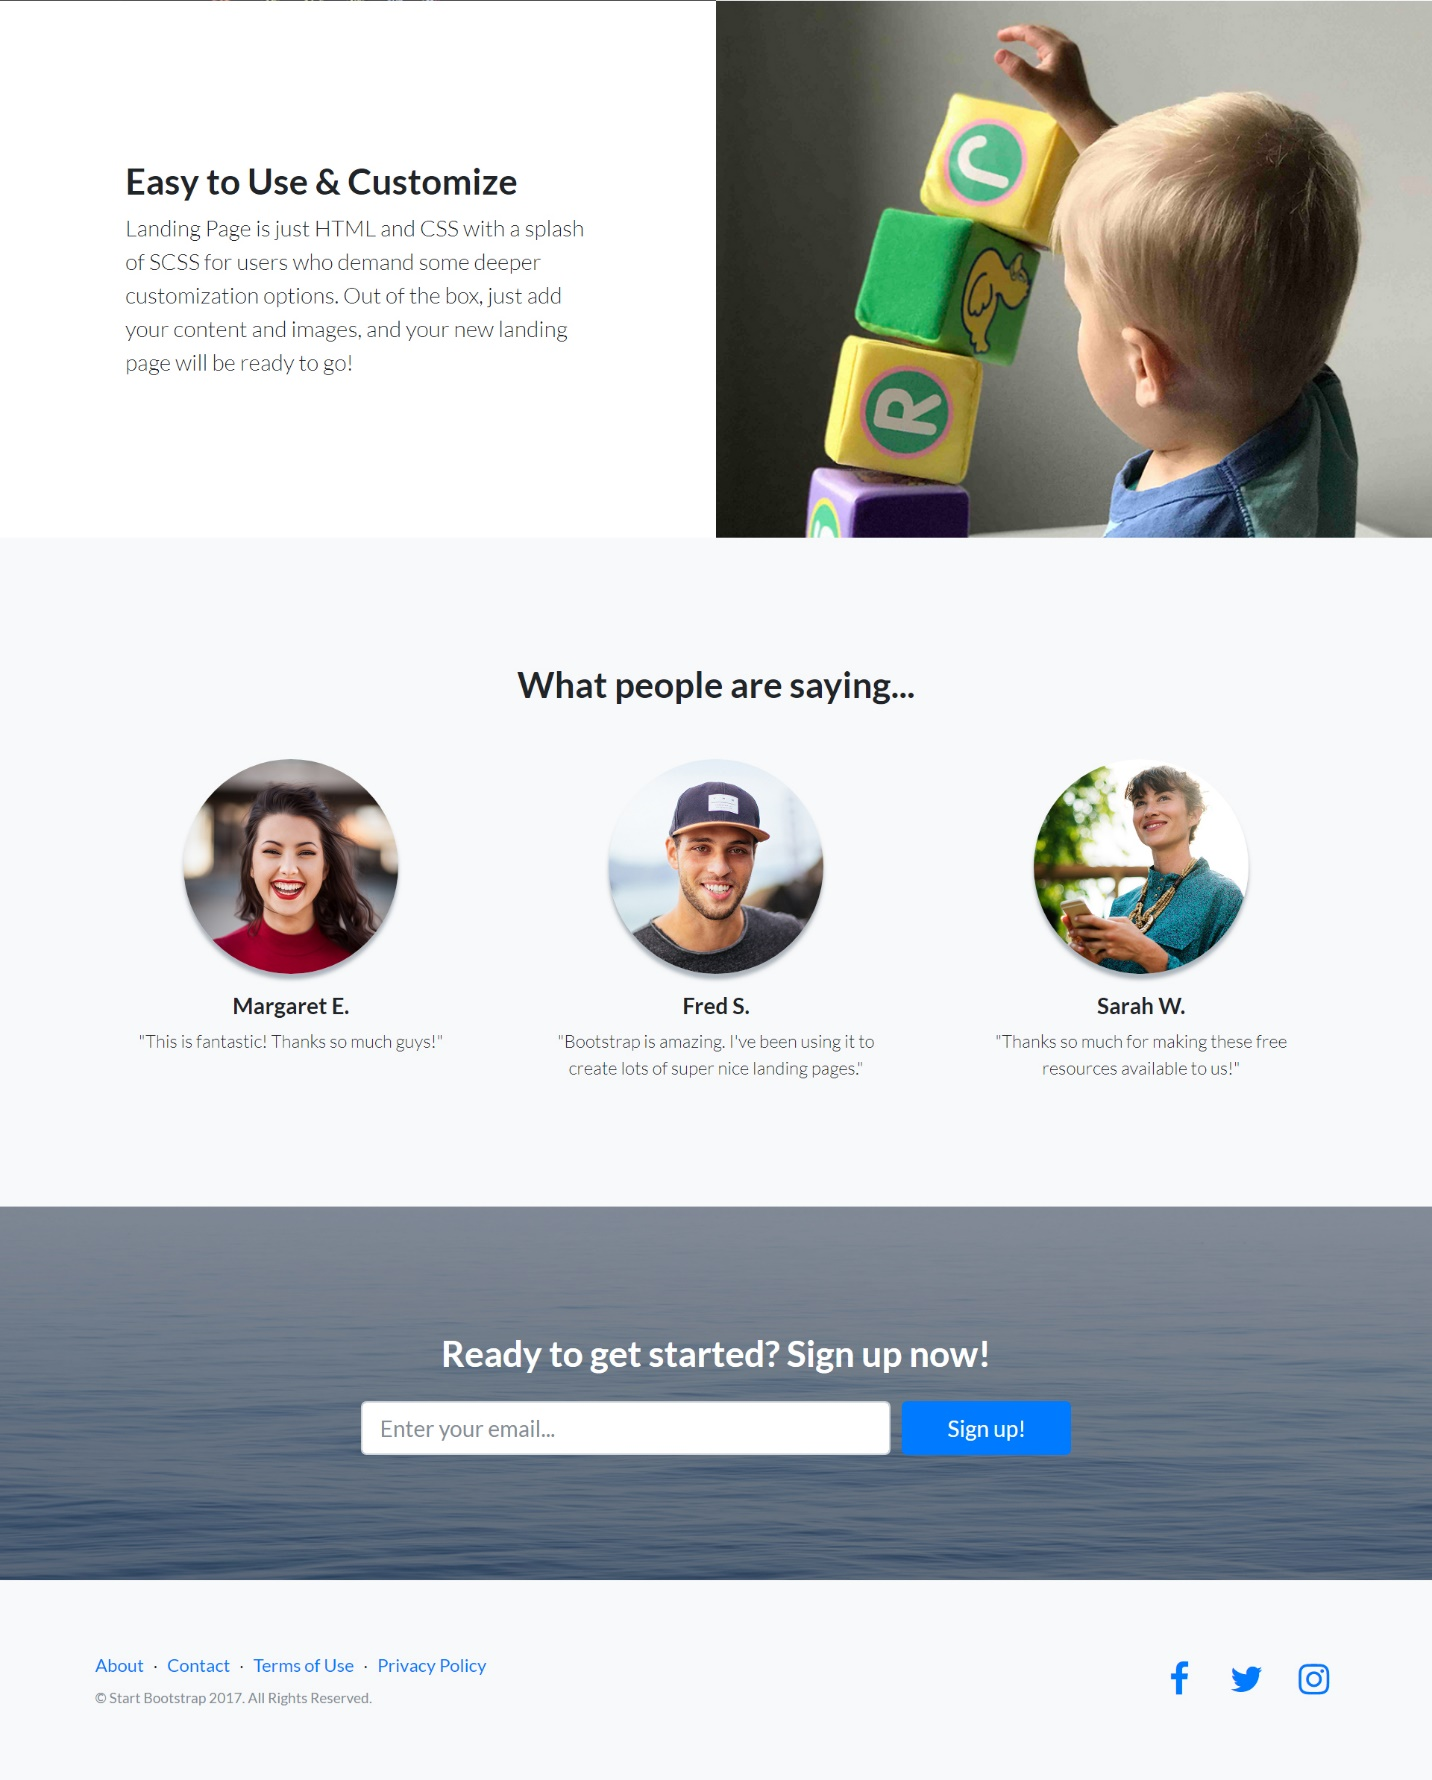 Easy to Use & Customize
Landing Page is just HTML and CSS with a splash
of SCSS for users who demand some deeper
customization options. Out of the box, just add
your content and images, and your new landing
page will be ready to go!
J
R
What people are saying...
Margaret E.
"This is fantastic! Thanks so much guys!"
Fred S.
"Bootstrap is amazing. I've been using it to
create lots of super nice landing pages."
Sarah W.
"Thanks so much for making these free
resources available to us!"
Ready to get started? Sign up now!
Enter your email...
Sign up!
About · Contact · Terms of Use · Privacy Policy
© Start Bootstrap 2017. All Rights Reserved.